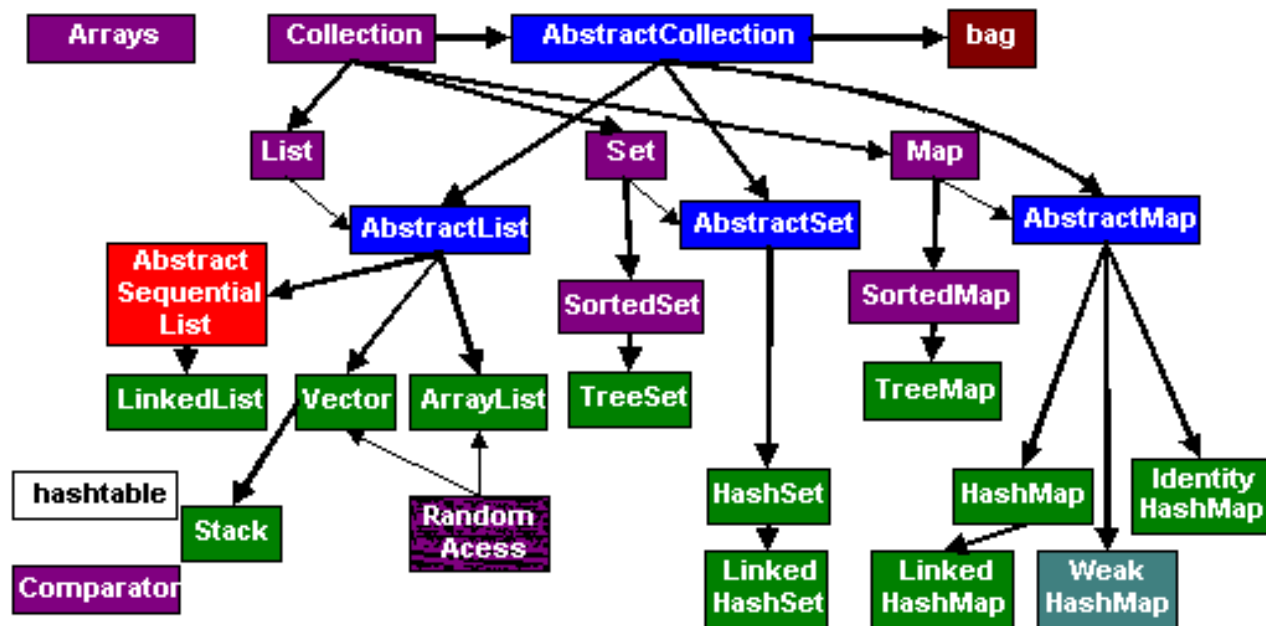 Arrays
Collection
AbstractCollection
bag
List
Set
Map
AbstractList
AbstractSet
AbstractMap
Abstract
Sequential
List
SortedSet
SortedMap
LinkedList
Vector
ArrayList
TreeSet
TreeMap
hashtable
Stack
Random
Acess
HashSet
HashMap
Identity
HashMap
Comparator
Linked
HashSet
Linked
HashMap
Weak
HashMap